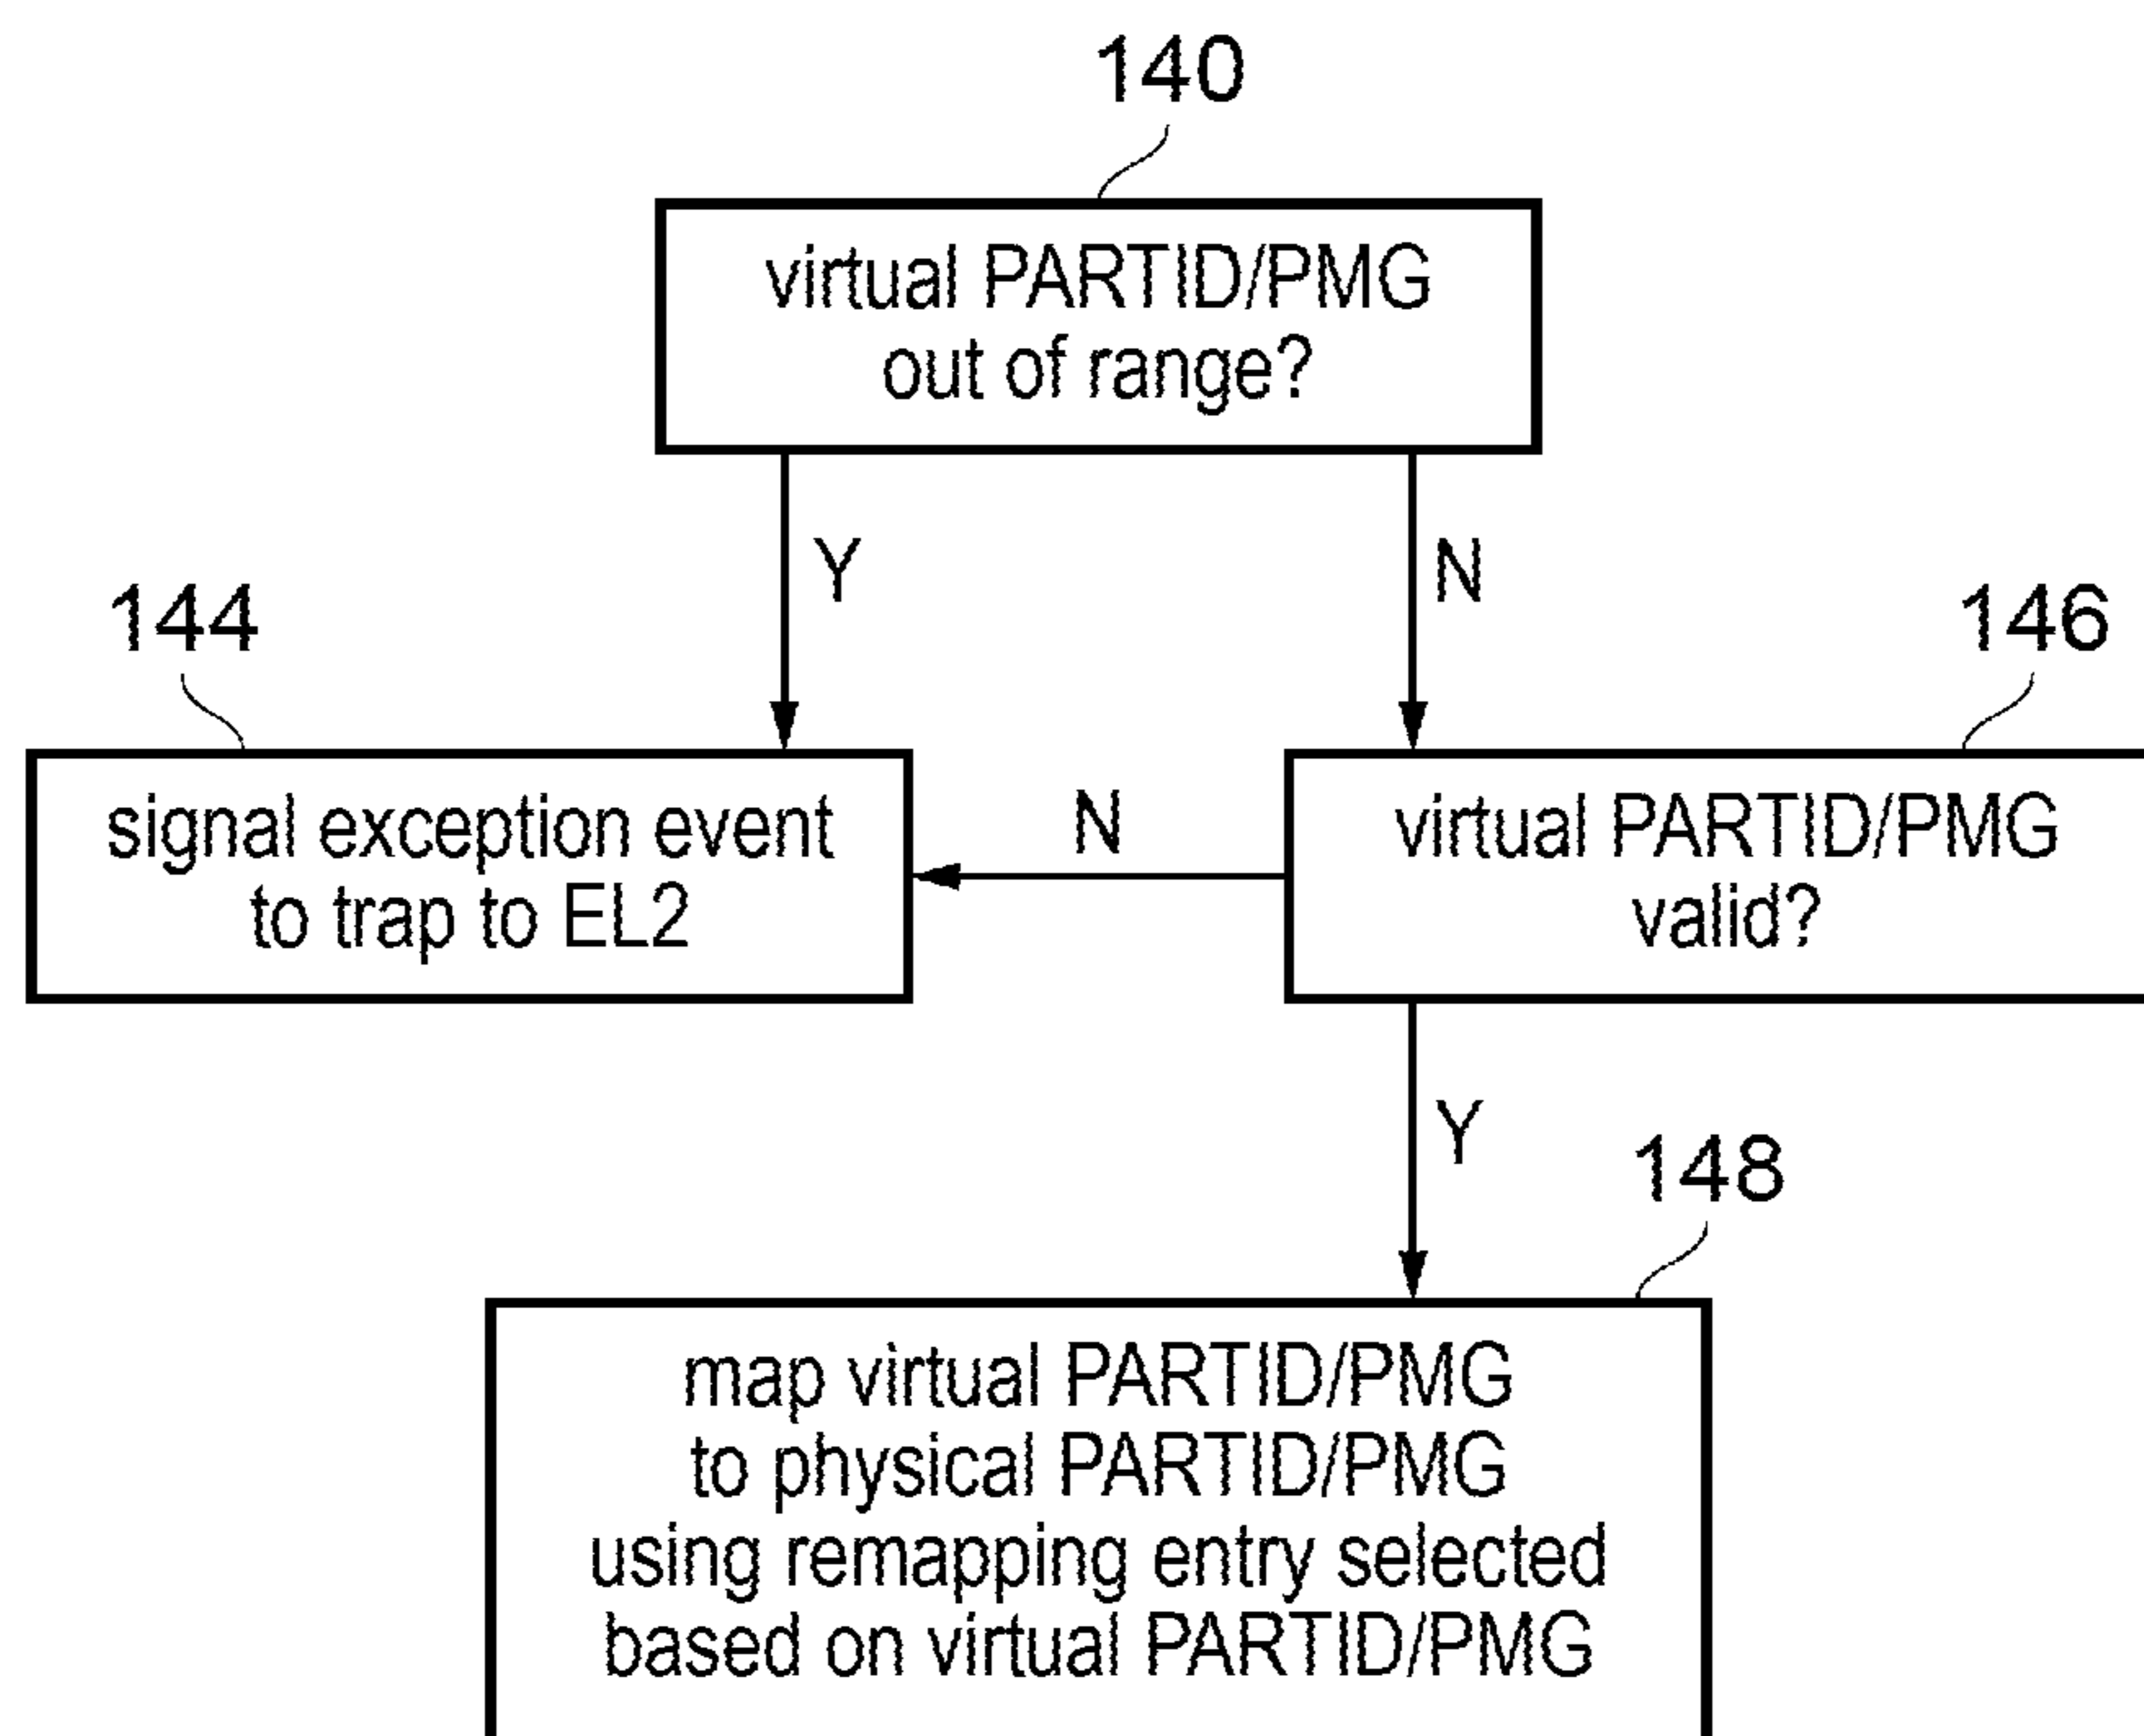 140
virtual PARTID/PMG
out of range?
Y
N
144
146
signal exception event
to trap to EL2
N
virtual PARTID/PMG
valid?
Y
148
map virtual PARTID/PMG
to physical PARTID/PMG
using remapping entry selected
based on virtual PARTID/PMG